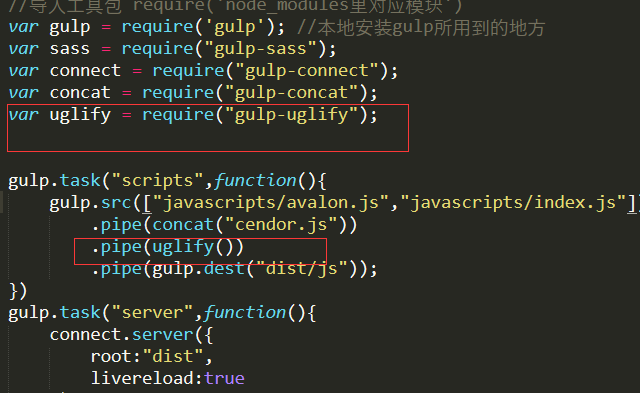 //导入工具包 require('node_modules里对应模块')
var gulp = require('gulp'); //本地安装gulp所用到的地方
var sass = require("gulp-sass");
var connect = require("gulp-connect");
var concat = require("gulp-concat");
var uglify = require("gulp-uglify");
gulp.task("scripts",function(){
gulp.src(["javascripts/avalon.js","javascripts/index.js"])
.pipe(concat("cendor.js"))
.pipe(uglify())
.pipe(gulp.dest("dist/js"));
})
gulp.task("server",function(){
connect.server({
root:"dist",
livereload:true